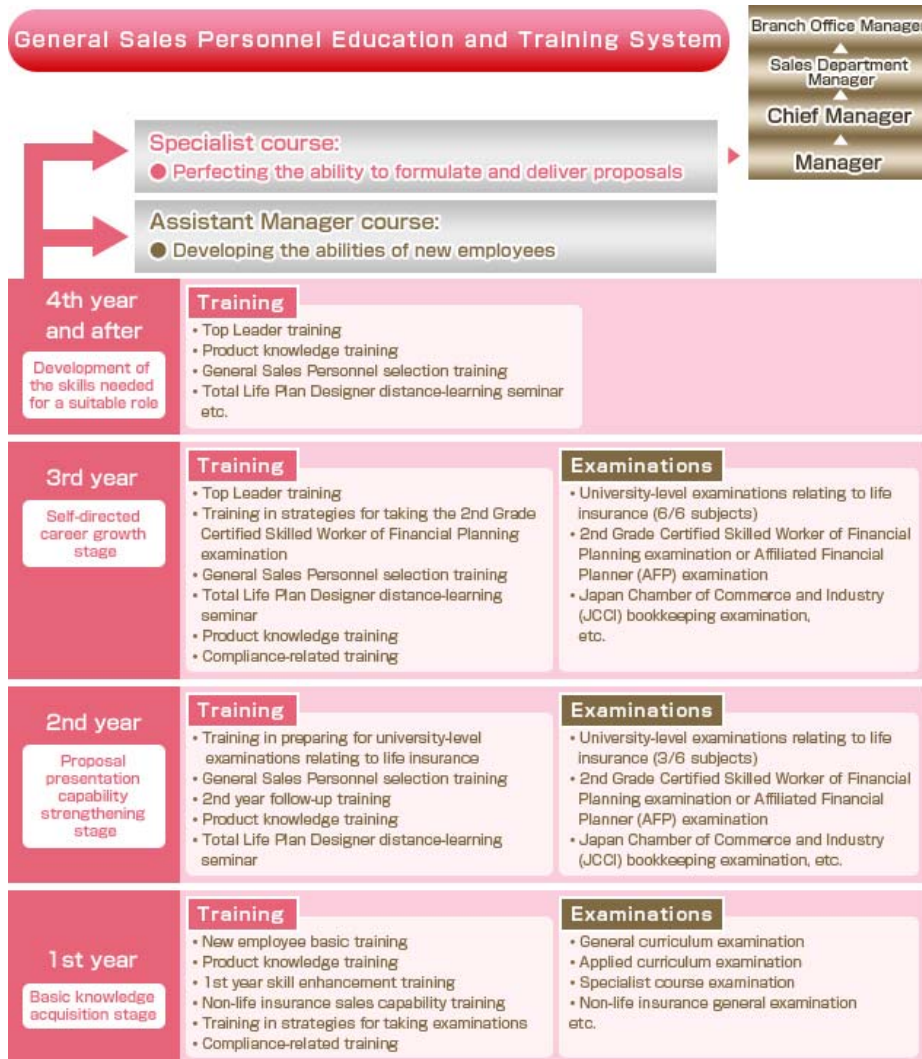 General Sales Personnel Education and Training System
Branch Office Manager
Sales Department
Manager
Chief Manager
Manager
Specialist course:
● Perfecting the ability to formulate and deliver proposals
Assistant Manager course:
● Developing the abilities of new employees
4th year
and after
Development of
the skills needed
for a suitable role
Training
• Top Leader training
• Product knowledge training
• General Sales Personnel selection training
• Total Life Plan Designer distance-learning seminar
etc.
3rd year
Self-directed
career growth
stage
Training
• Top Leader training
• Training in strategies for taking the 2nd Grade
Certified Skilled Worker of Financial Planning
examination
• General Sales Personnel selection training
• Total Life Plan Designer distance-learning
seminar
• Product knowledge training
• Compliance-related training
Examinations
• University-level examinations relating to life
insurance (6/6 subjects)
• 2nd Grade Certified Skilled Worker of Financial
Planning examination or Affiliated Financial
Planner (AFP) examination
• Japan Chamber of Commerce and Industry
(JCCI) bookkeeping examination,
etc.
2nd year
Proposal
presentation
capability
strengthening
stage
Training
• Training in preparing for university-level
examinations relating to life insurance
• General Sales Personnel selection training
• 2nd year follow-up training
• Product knowledge training
• Total Life Plan Designer distance-learning
seminar
Examinations
• University-level examinations relating to life
insurance (3/6 subjects)
• 2nd Grade Certified Skilled Worker of Financial
Planning examination or Affiliated Financial
Planner (AFP) examination
• Japan Chamber of Commerce and Industry
(JCCI) bookkeeping examination, etc.
1st year
Basic knowledge
acquisition stage
Training
• New employee basic training
• Product knowledge training
• 1st year skill enhancement training
• Non-life insurance sales capability training
• Training in strategies for taking examinations
• Compliance-related training
Examinations
• General curriculum examination
• Applied curriculum examination
• Specialist course examination
• Non-life insurance general examination
etc.